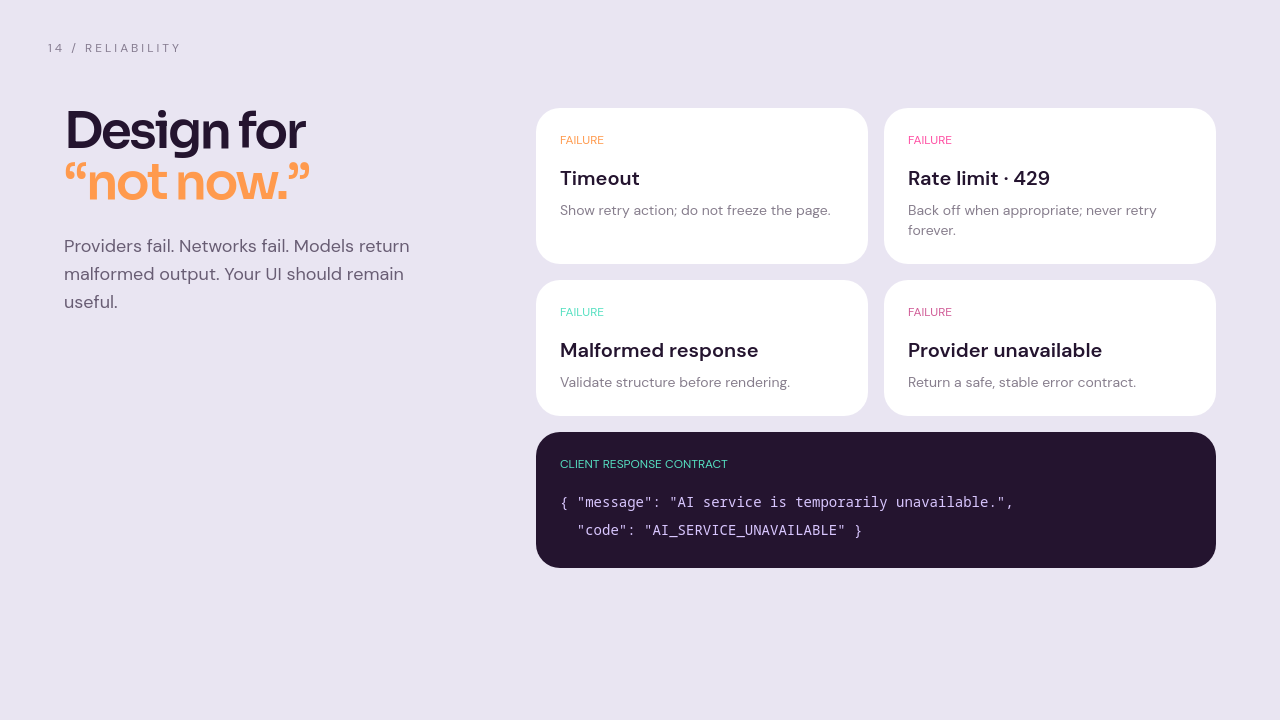 14 / RELIABILITY
Design for
“not now.”
Providers fail. Networks fail. Models return
malformed output. Your UI should remain
useful.
FAILURE
Timeout
Show retry action; do not freeze the page.
FAILURE
Rate limit · 429
Back off when appropriate; never retry
forever.
FAILURE
Malformed response
Validate structure before rendering.
FAILURE
Provider unavailable
Return a safe, stable error contract.
CLIENT RESPONSE CONTRACT
{ "message": "AI service is temporarily unavailable.",
  "code": "AI_SERVICE_UNAVAILABLE" }